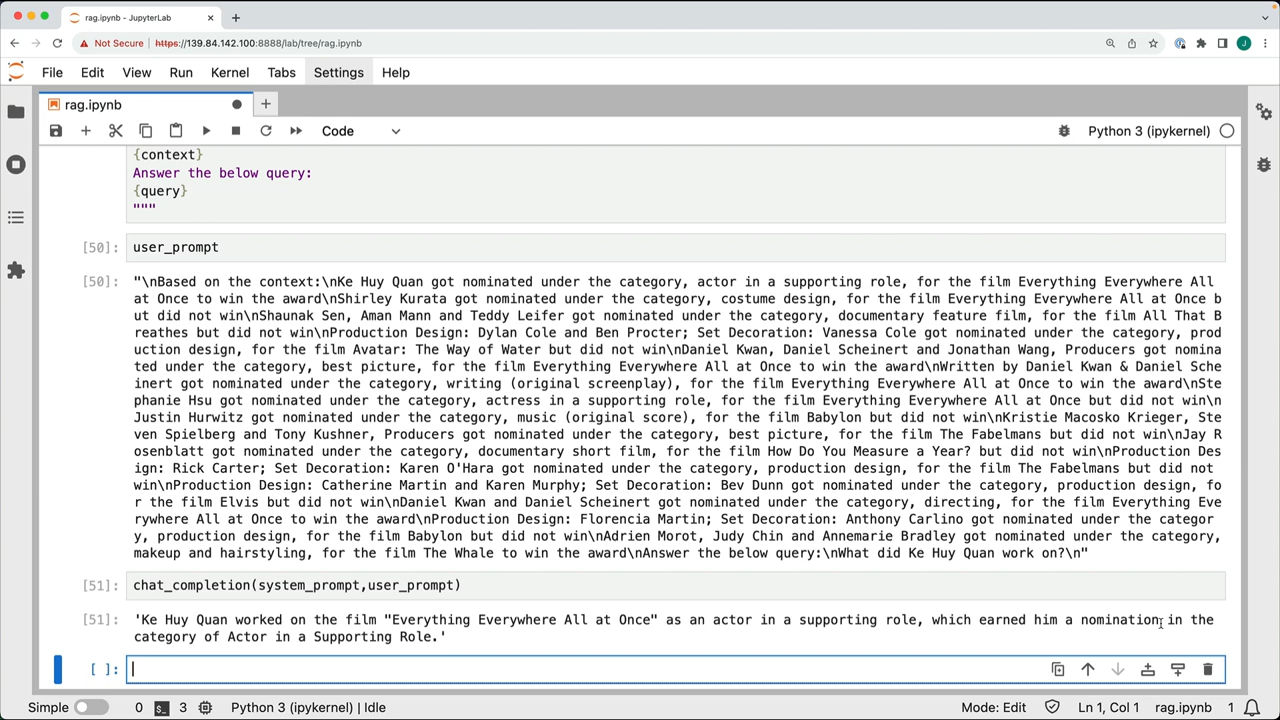 rag.ipynb - JupyterLab
Not Secure https://139.84.142.100:8888/lab/tree/rag.ipynb
J
File Edit View Run Kernel Tabs Settings Help
rag.ipynb
Code Python 3 (ipykernel)
{context}
Answer the below query:
{query}
"""
[50]: user_prompt
[50]: "\nBased on the context:\nKe Huy Quan got nominated under the category, actor in a supporting role, for the film Everything Everywhere All
at Once to win the award\nShirley Kurata got nominated under the category, costume design, for the film Everything Everywhere All at Once b
ut did not win\nShaunak Sen, Aman Mann and Teddy Leifer got nominated under the category, documentary feature film, for the film All That B
reathes but did not win\nProduction Design: Dylan Cole and Ben Procter; Set Decoration: Vanessa Cole got nominated under the category, prod
uction design, for the film Avatar: The Way of Water but did not win\nDaniel Kwan, Daniel Scheinert and Jonathan Wang, Producers got nomina
ted under the category, best picture, for the film Everything Everywhere All at Once to win the award\nWritten by Daniel Kwan & Daniel Sche
inert got nominated under the category, writing (original screenplay), for the film Everything Everywhere All at Once to win the award\nSte
phanie Hsu got nominated under the category, actress in a supporting role, for the film Everything Everywhere All at Once but did not win\n
Justin Hurwitz got nominated under the category, music (original score), for the film Babylon but did not win\nKristie Macosko Krieger, Ste
ven Spielberg and Tony Kushner, Producers got nominated under the category, best picture, for the film The Fabelmans but did not win\nJay R
osenblatt got nominated under the category, documentary short film, for the film How Do You Measure a Year? but did not win\nProduction Des
ign: Rick Carter; Set Decoration: Karen O'Hara got nominated under the category, production design, for the film The Fabelmans but did not
win\nProduction Design: Catherine Martin and Karen Murphy; Set Decoration: Bev Dunn got nominated under the category, production design, fo
r the film Elvis but did not win\nDaniel Kwan and Daniel Scheinert got nominated under the category, directing, for the film Everything Eve
rywhere All at Once to win the award\nProduction Design: Florencia Martin; Set Decoration: Anthony Carlino got nominated under the categor
y, production design, for the film Babylon but did not win\nAdrien Morot, Judy Chin and Annemarie Bradley got nominated under the category,
makeup and hairstyling, for the film The Whale to win the award\nAnswer the below query:\nWhat did Ke Huy Quan work on?\n"
[51]: chat_completion(system_prompt,user_prompt)
[51]: 'Ke Huy Quan worked on the film "Everything Everywhere All at Once" as an actor in a supporting role, which earned him a nomination in the
category of Actor in a Supporting Role.'
[ ]:
Simple 0 3 Python 3 (ipykernel) | Idle Mode: Edit Ln 1, Col 1 rag.ipynb 1